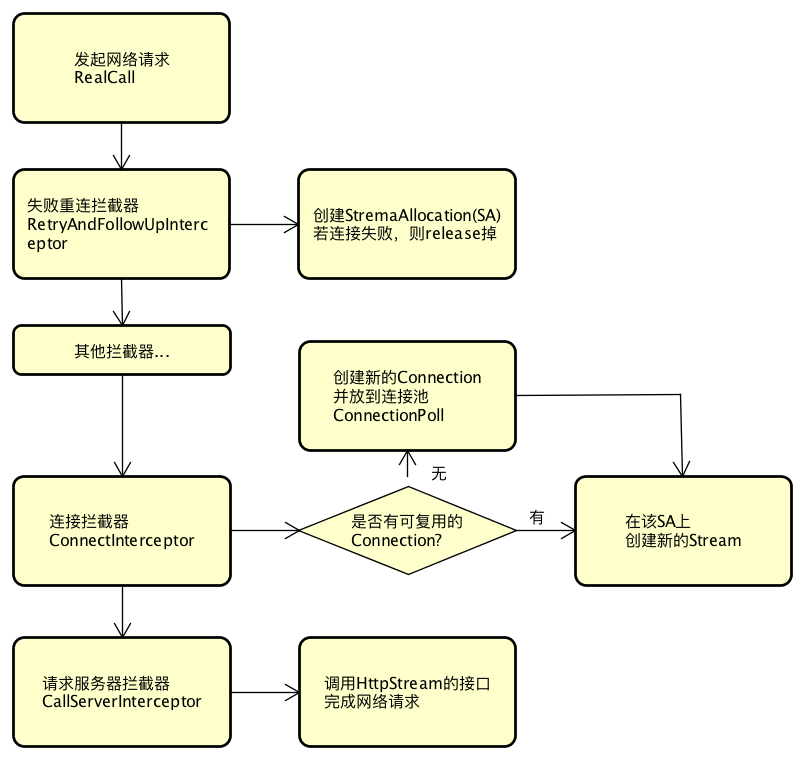 发起网络请求
RealCall
失败重连拦截器
RetryAndFollowUpInterc
eptor
创建StremaAllocation(SA)
若连接失败，则release掉
其他拦截器...
创建新的Connection
并放到连接池
ConnectionPoll
无
连接拦截器
ConnectInterceptor
是否有可复用的
Connection?
有
在该SA上
创建新的Stream
请求服务器拦截器
CallServerInterceptor
调用HttpStream的接口
完成网络请求